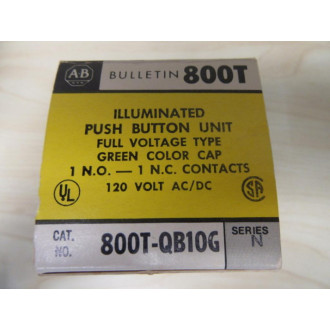 AB BULLETIN 800T
ILLUMINATED
PUSH BUTTON UNIT
FULL VOLTAGE TYPE
GREEN COLOR CAP
1 N.O. — 1 N.C. CONTACTS
UL 120 VOLT AC/DC SA
CAT. NO. 800T-QB10G SERIES N